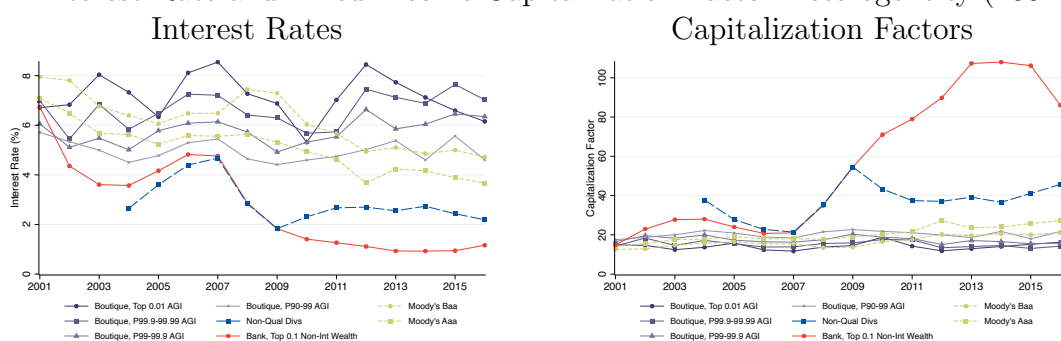 Interest Rates
Capitalization Factors
Interest Rate (%)
8
6
4
2
0
2001 2003 2005 2007 2009 2011 2013 2015
Boutique, Top 0.01 AGI
Boutique, P99.9-99.99 AGI
Boutique, P99-99.9 AGI
Boutique, P90-99 AGI
Non-Qual Divs
Bank, Top 0.1 Non-Int Wealth
Moody's Baa
Moody's Aaa
Capitalization Factor
100
80
60
40
20
0
2001 2003 2005 2007 2009 2011 2013 2015
Boutique, Top 0.01 AGI
Boutique, P99.9-99.99 AGI
Boutique, P99-99.9 AGI
Boutique, P90-99 AGI
Non-Qual Divs
Bank, Top 0.1 Non-Int Wealth
Moody's Baa
Moody's Aaa